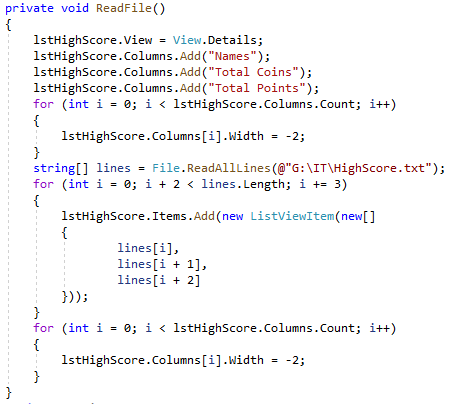 private void ReadFile()
{
lstHighScore.View = View.Details;
lstHighScore.Columns.Add("Names");
lstHighScore.Columns.Add("Total Coins");
lstHighScore.Columns.Add("Total Points");
for (int i = 0; i < lstHighScore.Columns.Count; i++)
{
lstHighScore.Columns[i].Width = -2;
}
string[] lines = File.ReadAllLines(@"G:\IT\HighScore.txt");
for (int i = 0; i + 2 < lines.Length; i += 3)
{
lstHighScore.Items.Add(new ListViewItem(new[]
{
lines[i],
lines[i + 1],
lines[i + 2]
}));
}
for (int i = 0; i < lstHighScore.Columns.Count; i++)
{
lstHighScore.Columns[i].Width = -2;
}
}